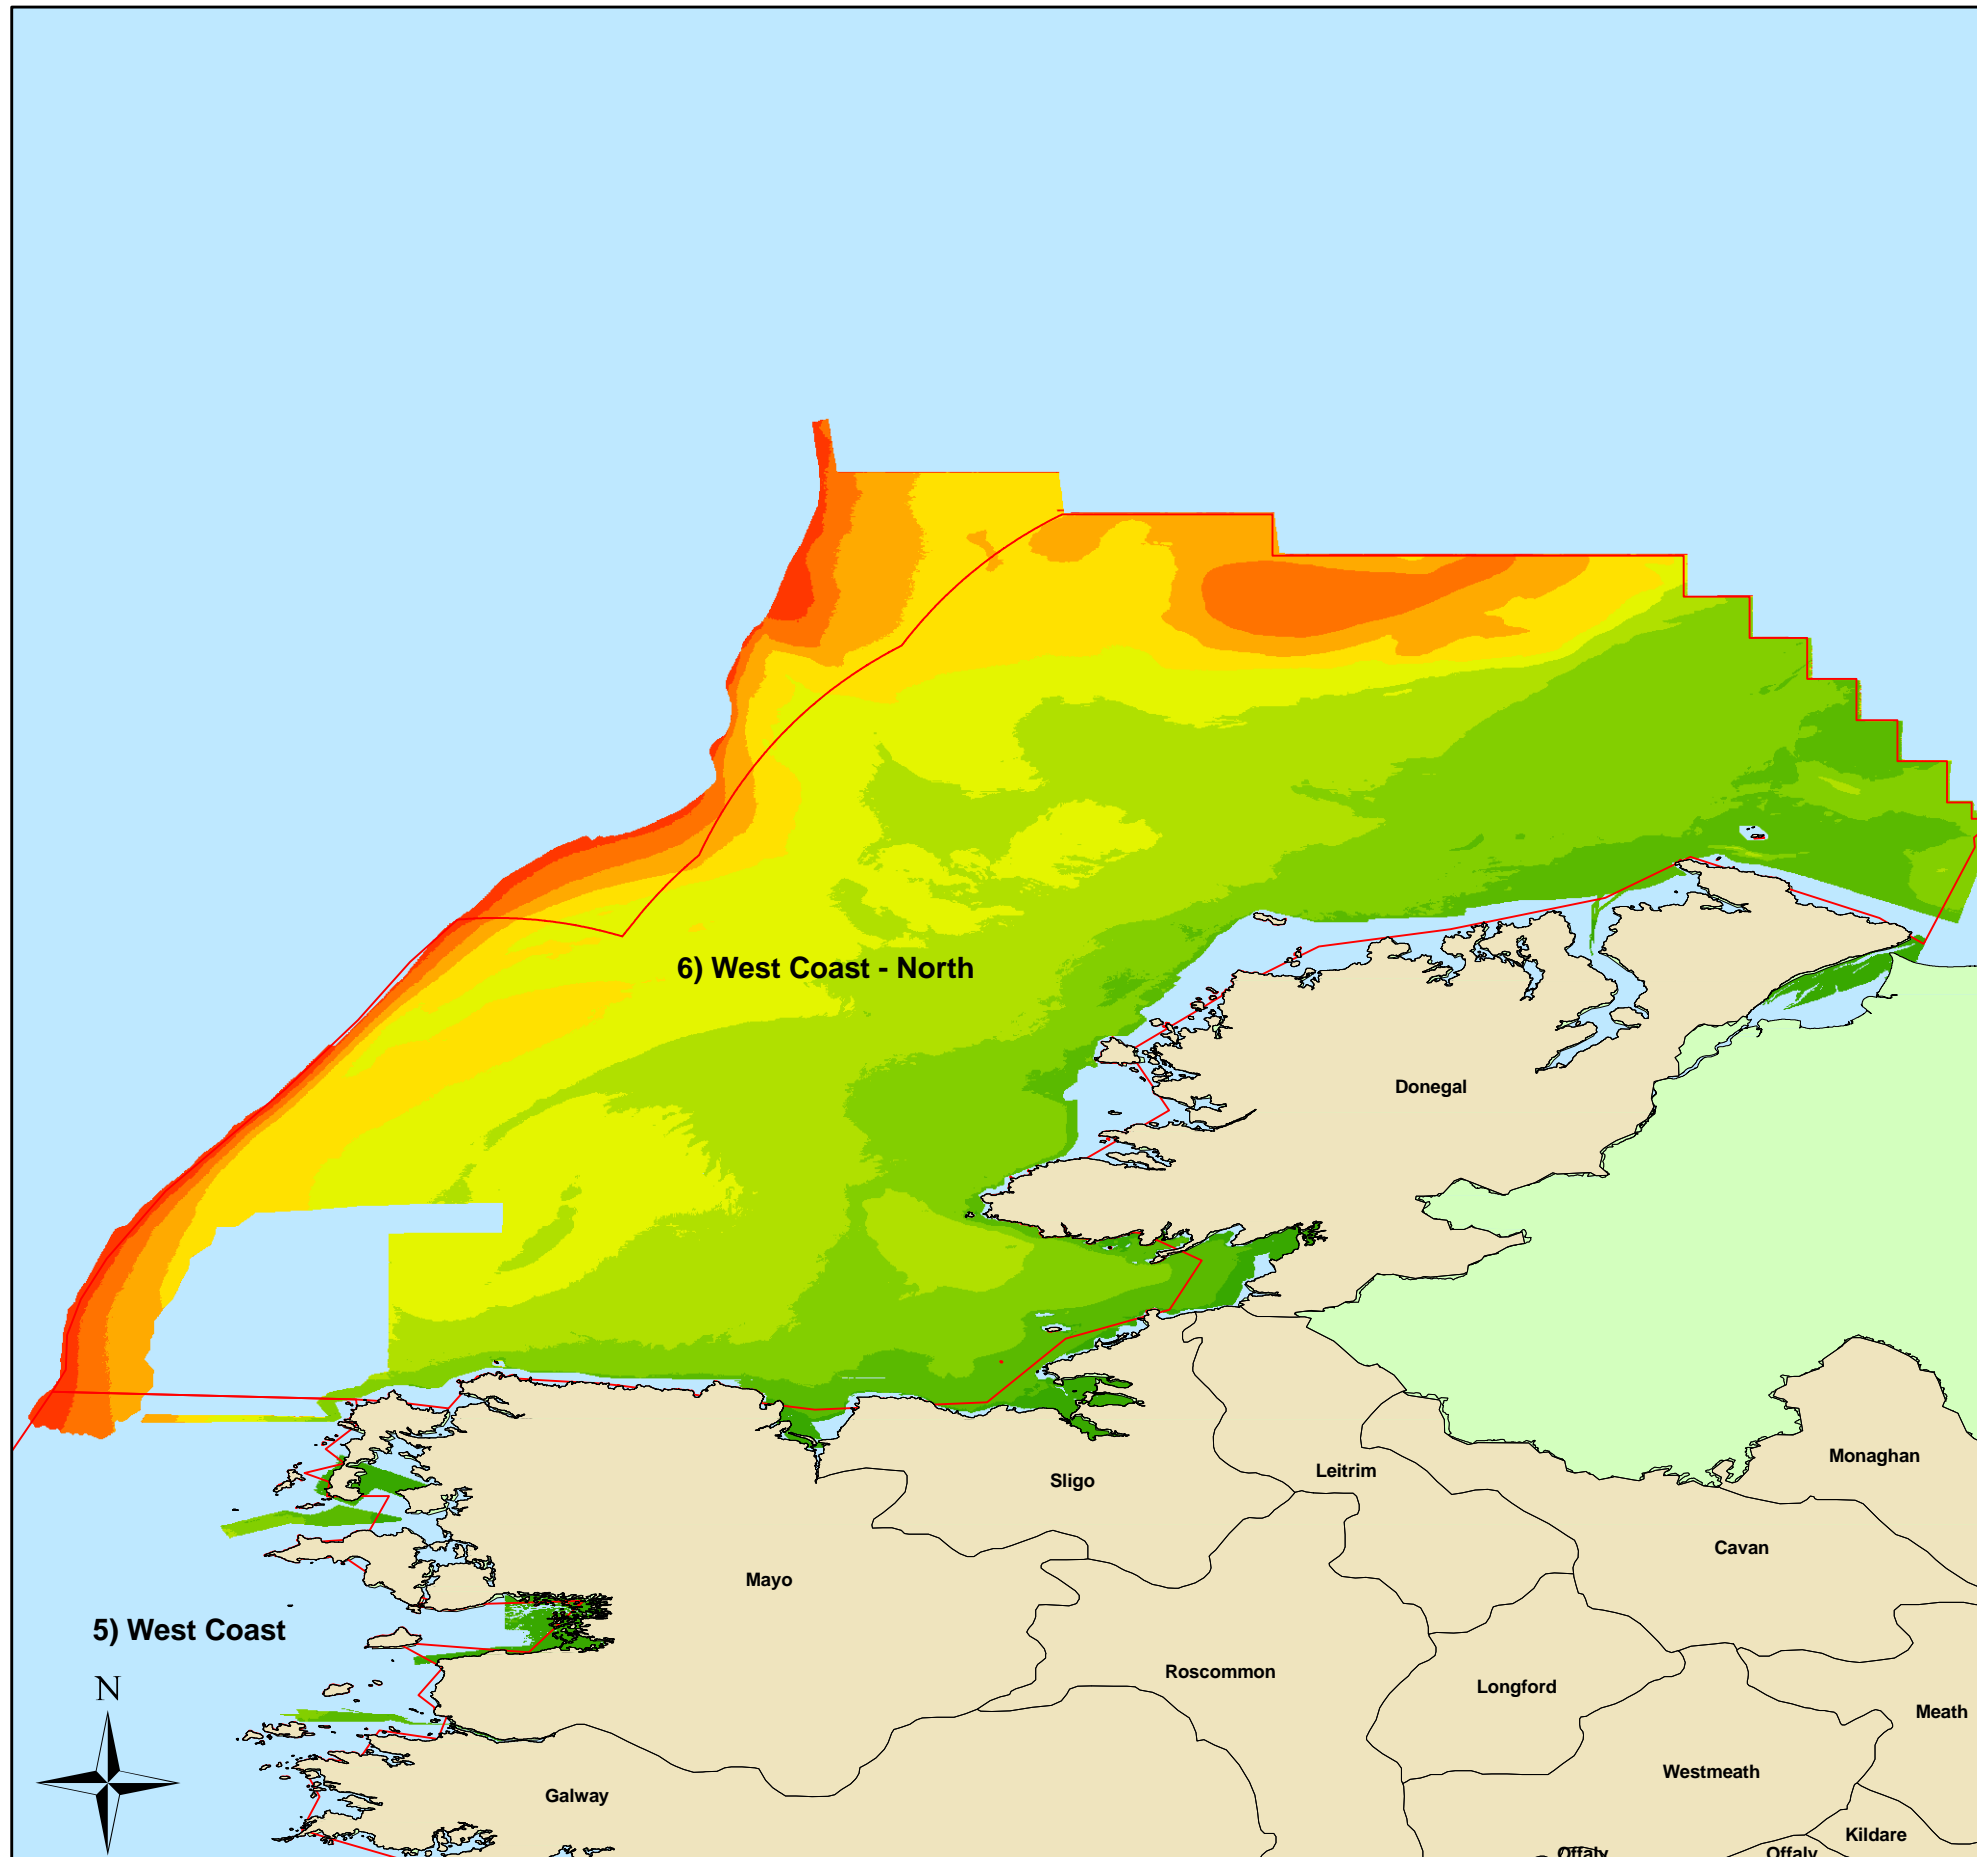 6) West Coast - North
Donegal
Monaghan
Leitrim
Sligo
Cavan
Mayo
5) West Coast
Roscommon
Longford
N
Meath
Westmeath
Galway
Kildare
Offaly
Offaly